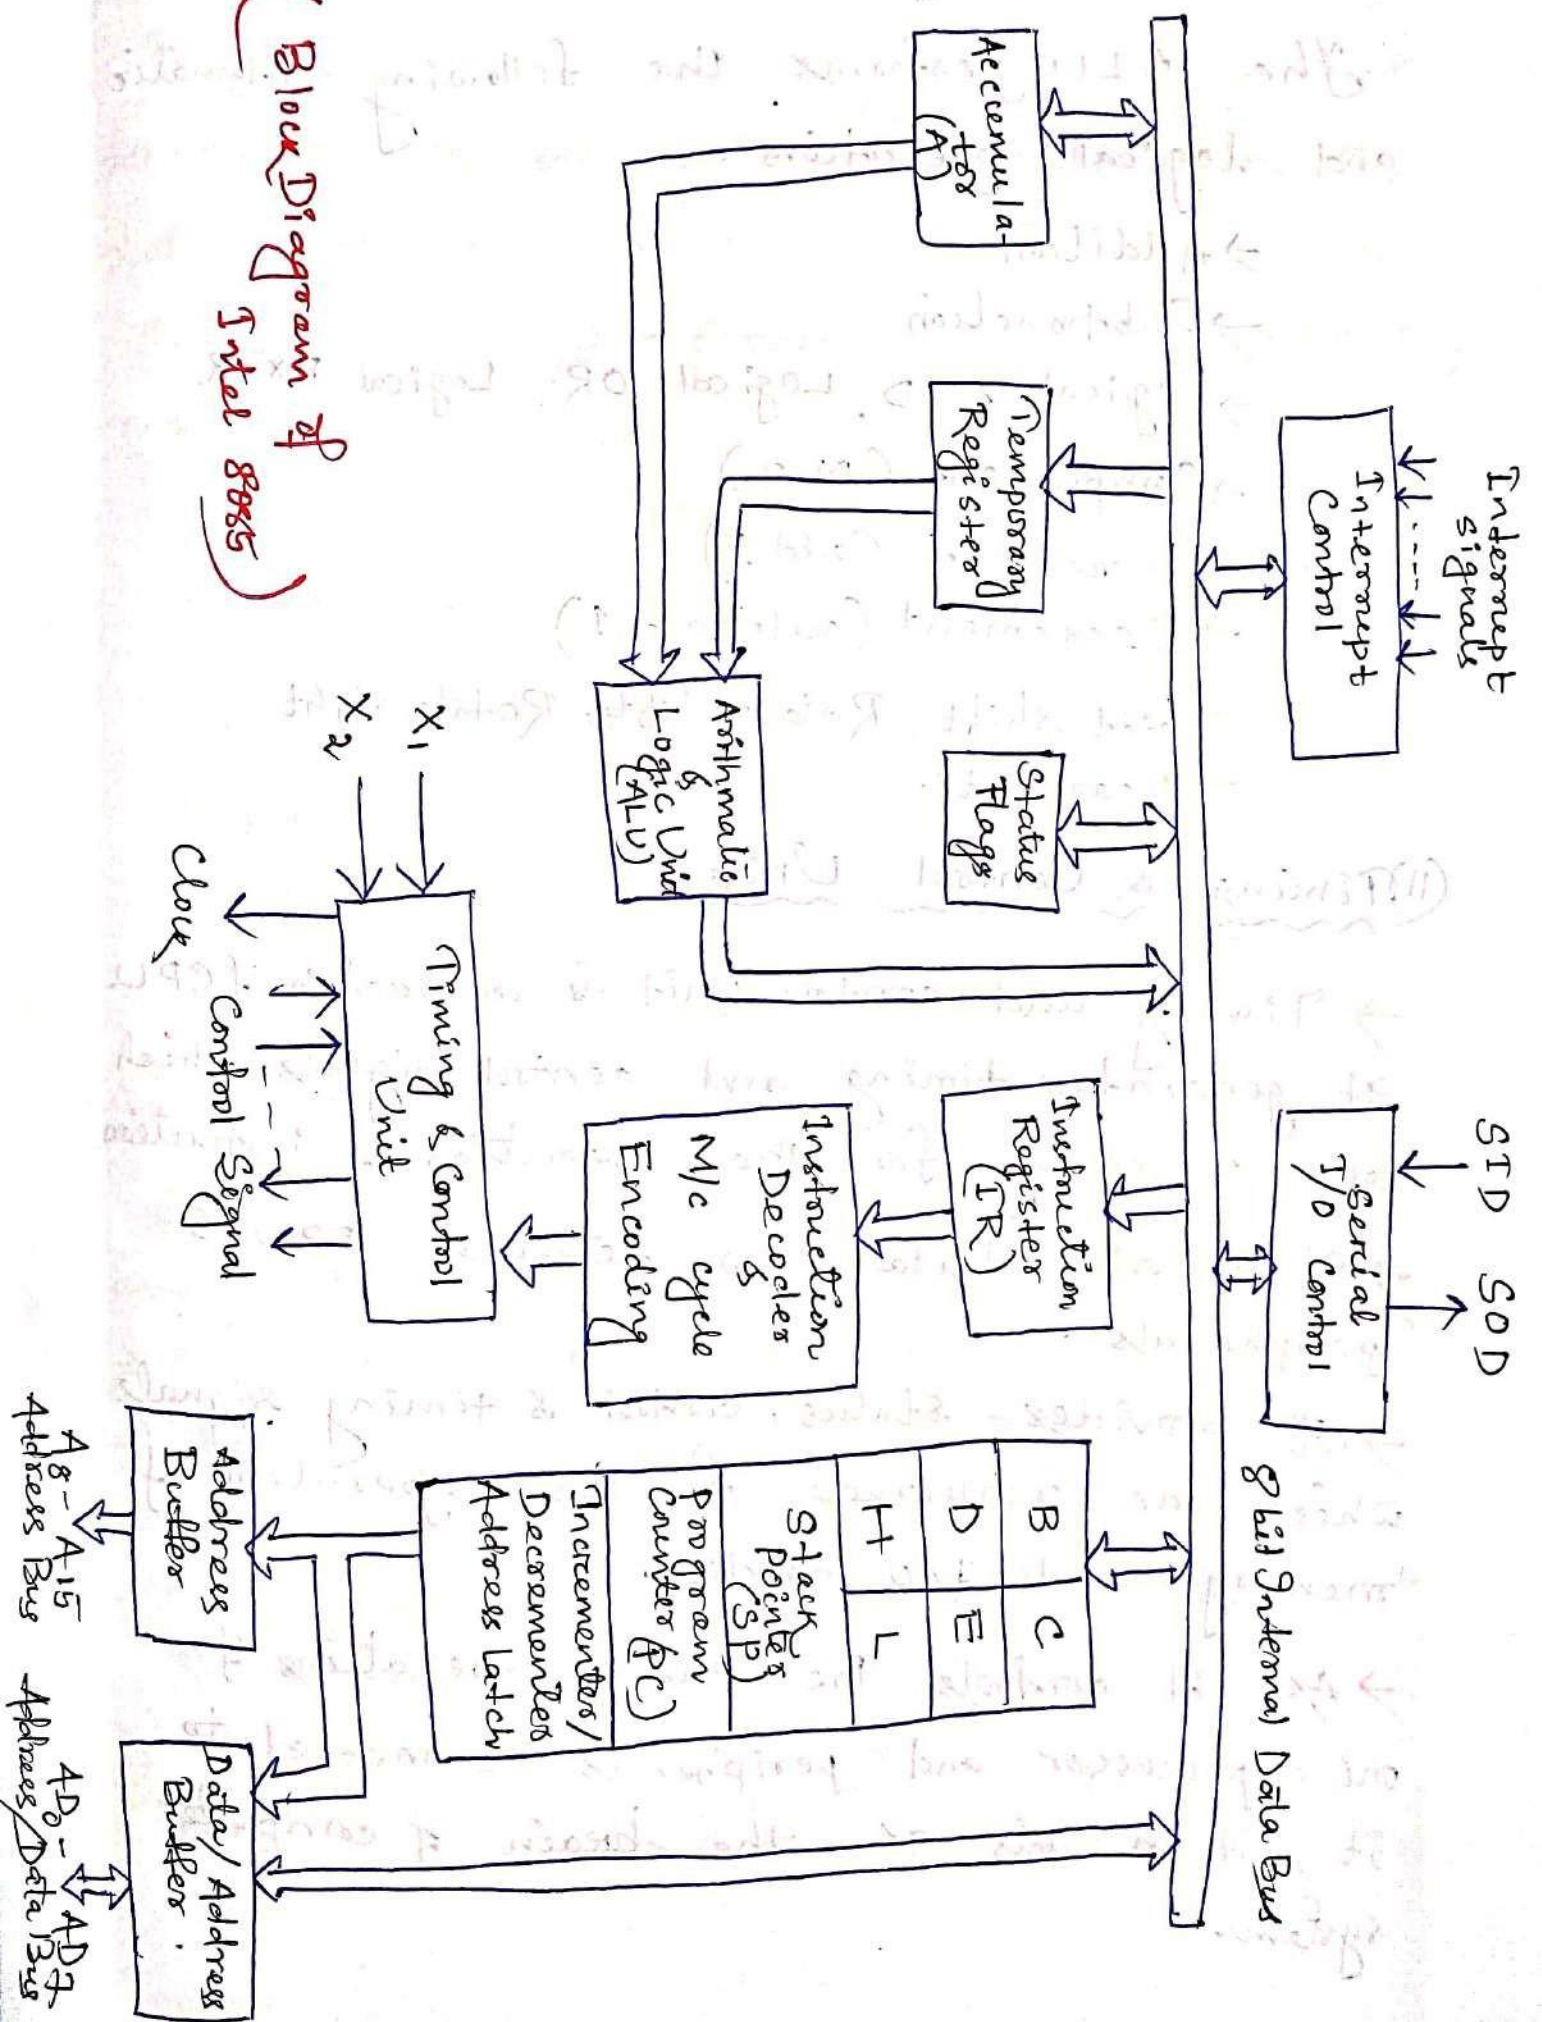 Interrupt
signals
SID SOD
Interrupt
Control
Serial
I/O Control
8 bit Internal Data Bus
Accumula-
tor
(A)
Temporary
Register
Status
Flags
Instruction
Register
(IR)
B C
D E
H L
Stack
Pointer
(SP)
Program
Counter (PC)
Incrementer/
Decrementer
Address Latch
Arithmatic
&
Logic Unit
(ALU)
Instruction
Decoder
&
M/c cycle
Encoding
X1
X2
Timing & Control
Unit
Clock
Control Signal
Address
Buffer
Data/Address
Buffer
A8 - A15
Address Bus
AD0 - AD7
Address/Data Bus
(Block Diagram of
Intel 8085)